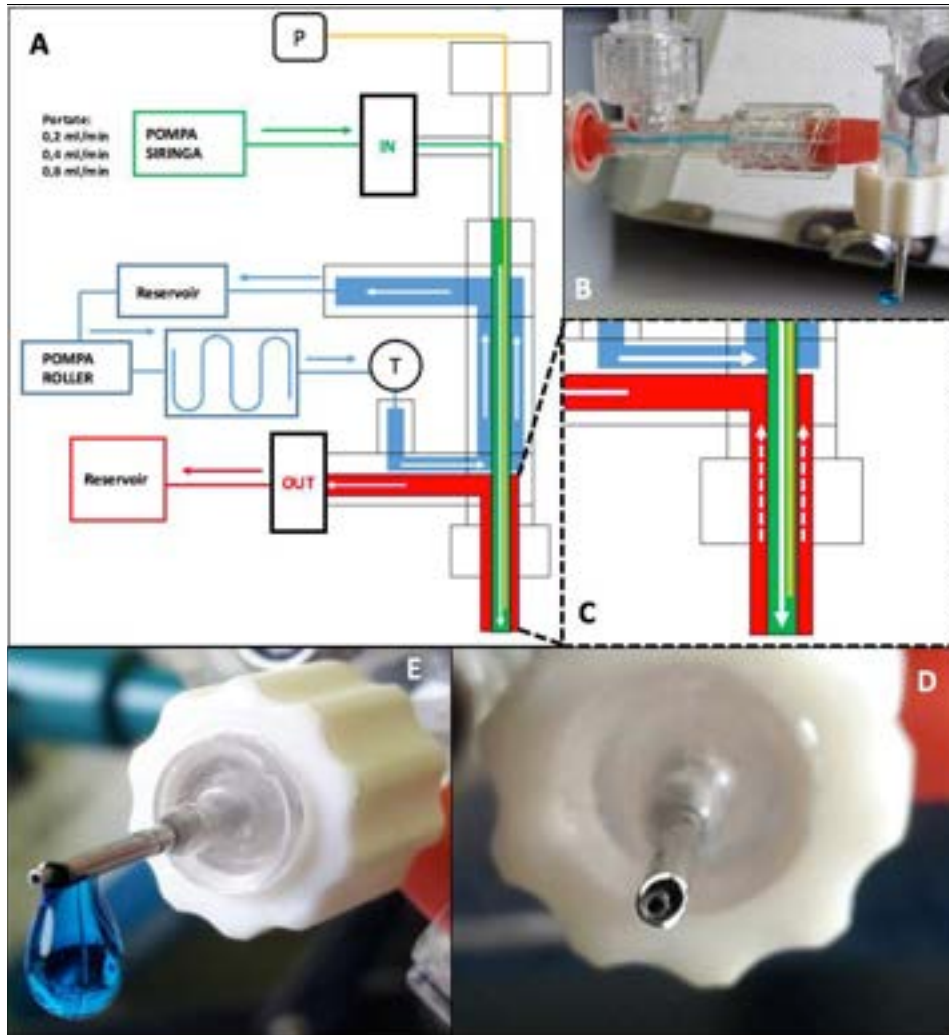 A
P
Portate:
0,2 ml/min
0,4 ml/min
0,8 ml/min
POMPA
SIRINGA
IN
Reservoir
POMPA
ROLLER
T
Reservoir
OUT
B
C
E
D